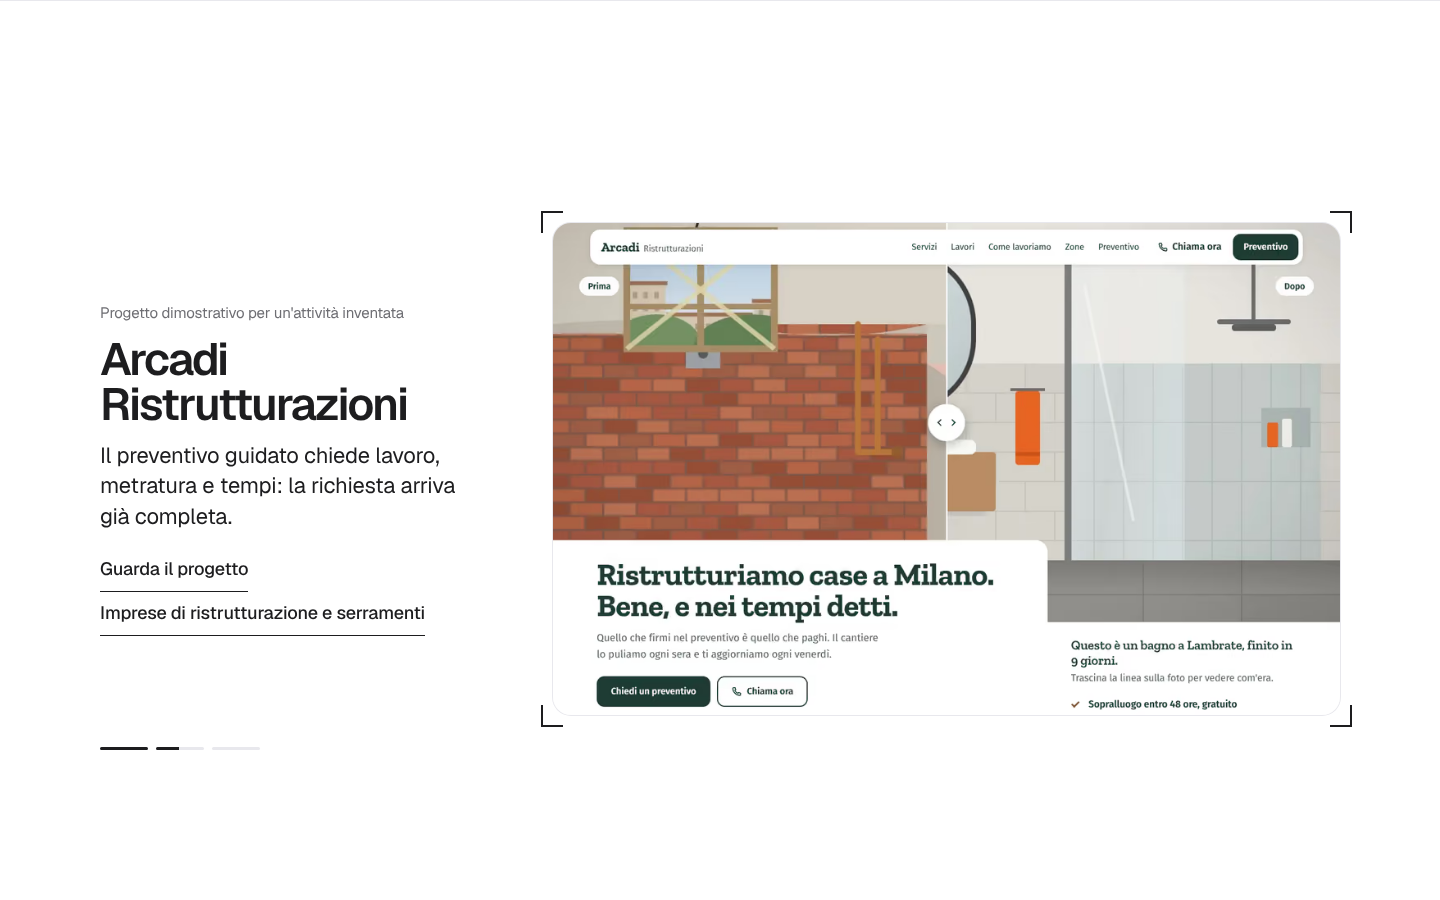 Progetto dimostrativo per un'attività inventata
Arcadi
Ristrutturazioni
Il preventivo guidato chiede lavoro,
metratura e tempi: la richiesta arriva
già completa.
Guarda il progetto
Imprese di ristrutturazione e serramenti
Arcadi Ristrutturazioni
Servizi Lavori Come lavoriamo Zone Preventivo Chiama ora Preventivo
Prima
Dopo
Ristrutturiamo case a Milano.
Bene, e nei tempi detti.
Quello che firmi nel preventivo è quello che paghi. Il cantiere
lo puliamo ogni sera e ti aggiorniamo ogni venerdì.
Chiedi un preventivo Chiama ora
Questo è un bagno a Lambrate, finito in
9 giorni.
Trascina la linea sulla foto per vedere com'era.
Sopralluogo entro 48 ore, gratuito